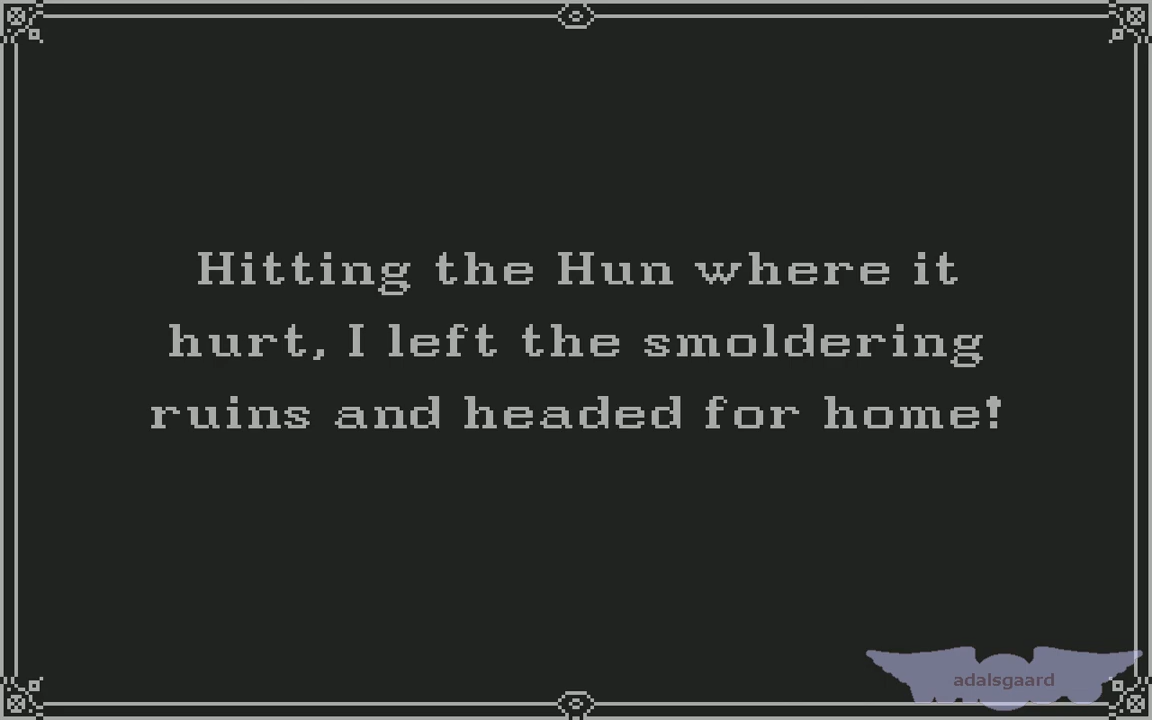 Hitting the Hun where it
hurt, I left the smoldering
ruins and headed for home!
adalsgaard